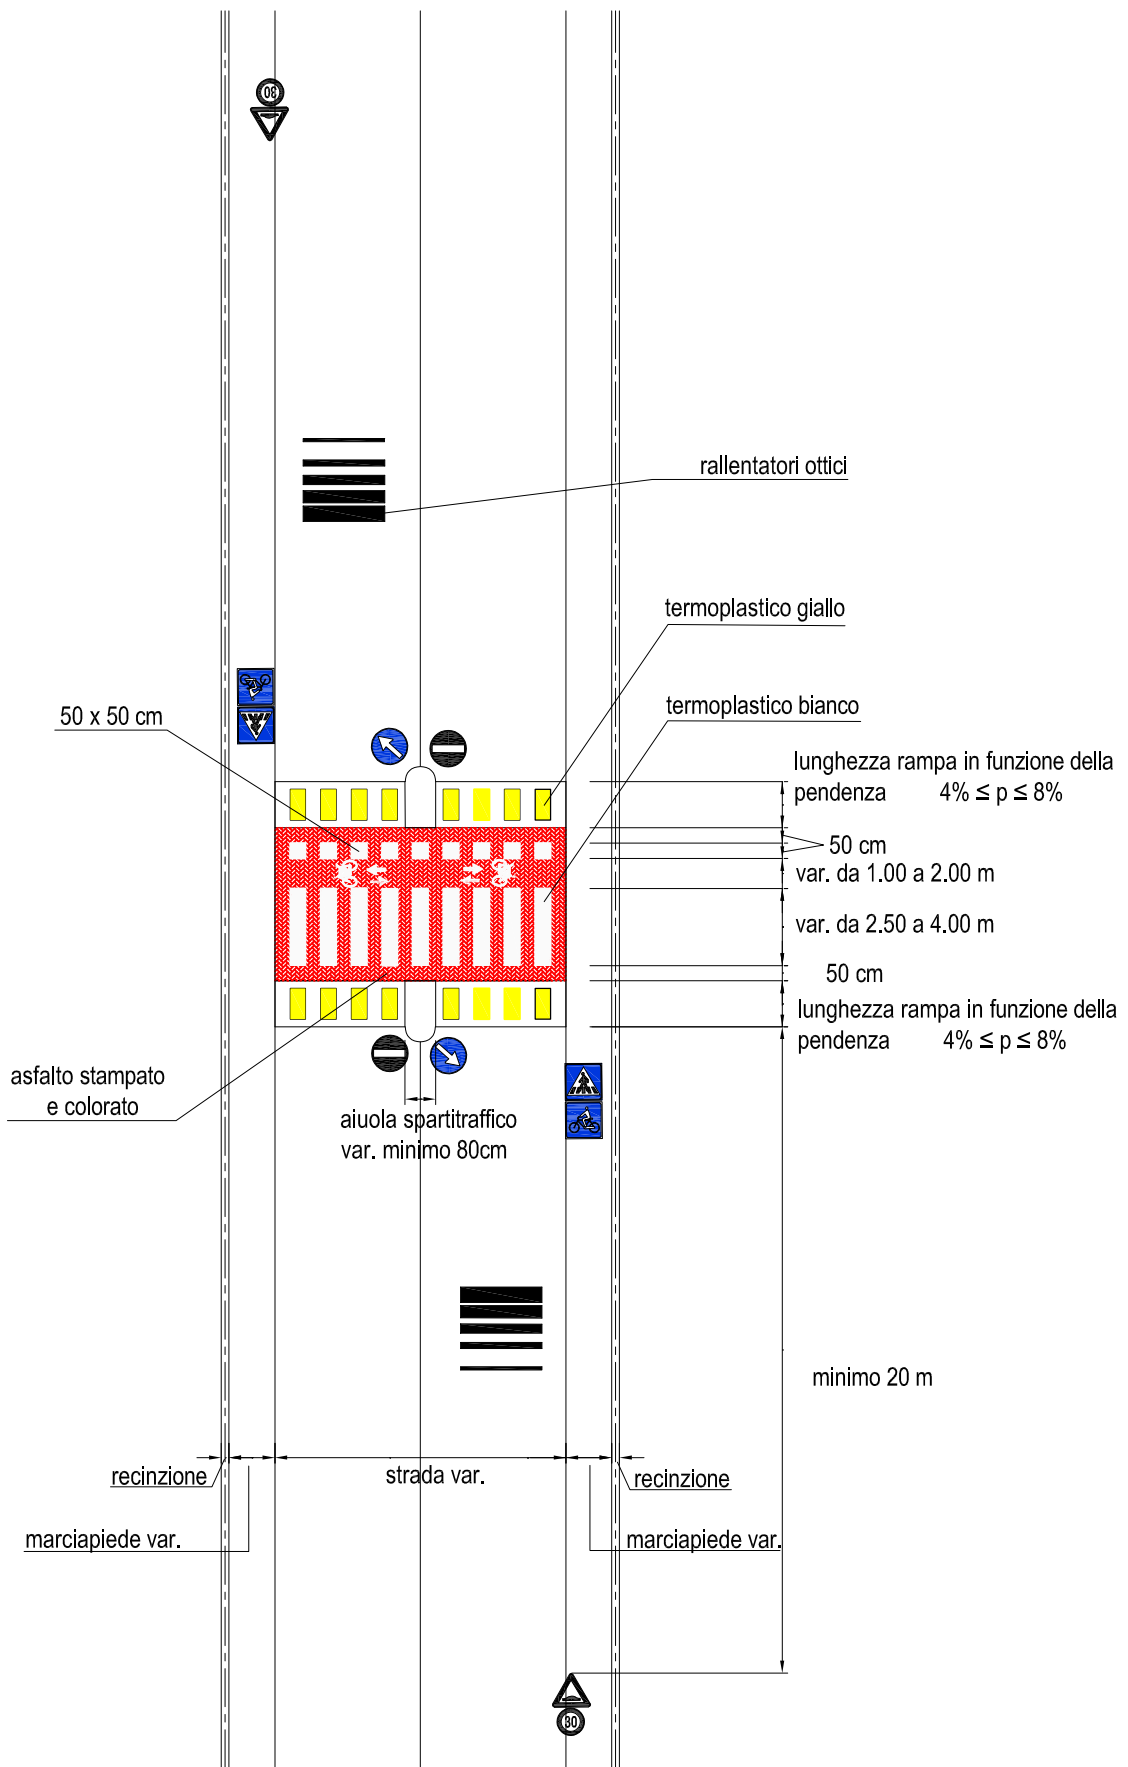 30
rallentatori ottici
termoplastico giallo
50 x 50 cm
termoplastico bianco
lunghezza rampa in funzione della
pendenza 4% ≤ p ≤ 8%
50 cm
var. da 1.00 a 2.00 m
var. da 2.50 a 4.00 m
50 cm
lunghezza rampa in funzione della
pendenza 4% ≤ p ≤ 8%
asfalto stampato
e colorato
aiuola spartitraffico
var. minimo 80cm
minimo 20 m
recinzione
strada var.
recinzione
marciapiede var.
marciapiede var.
30